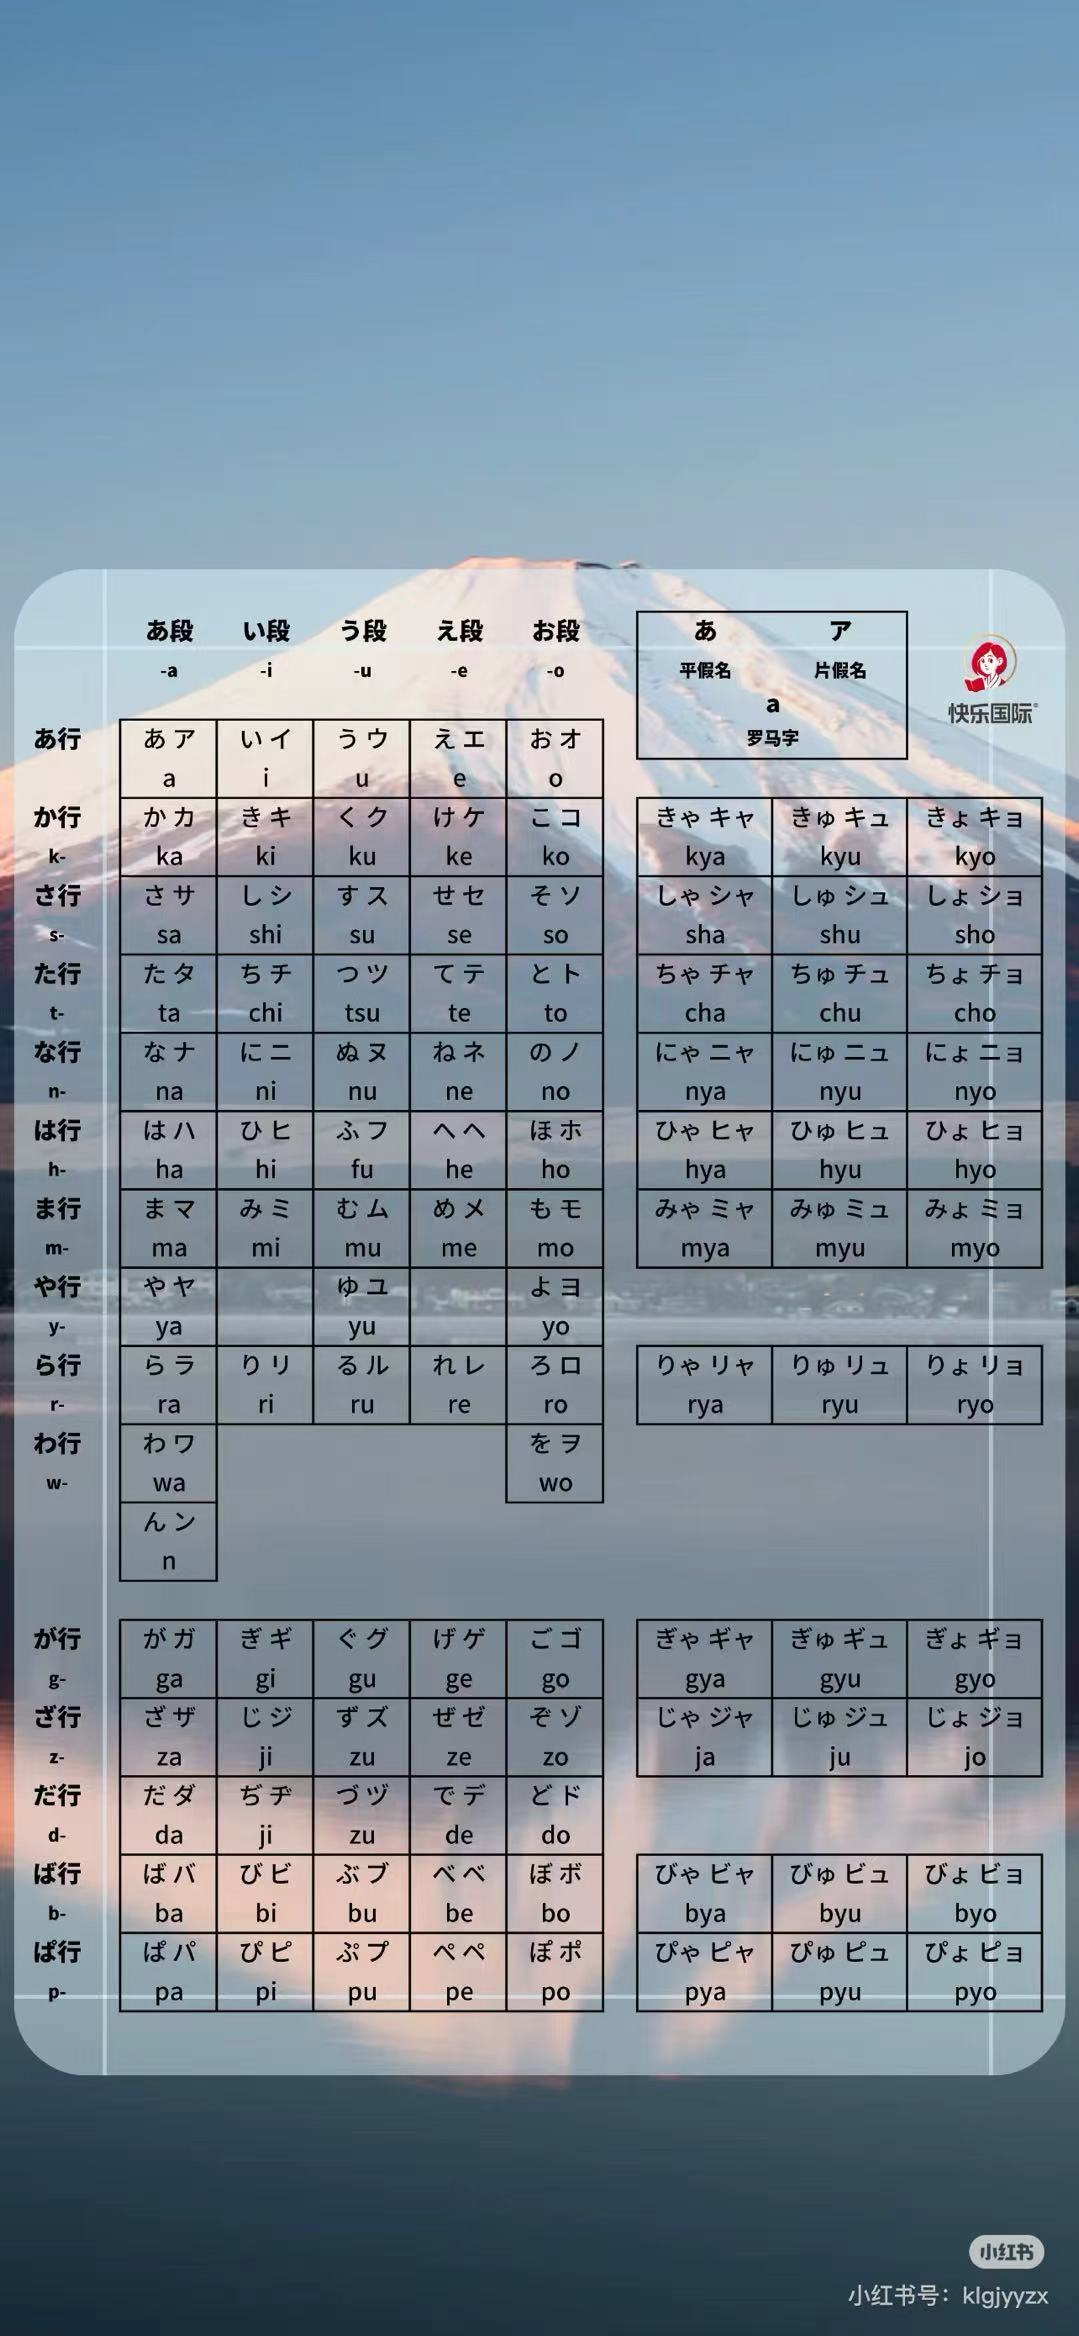 あ段 い段 う段 え段 お段
-a -i -u -e -o
あ ア
平假名 片假名
a
罗马字
快乐国际®
あ行 あ ア い イ う ウ え エ お オ
a i u e o
か行 か カ き キ く ク け ケ こ コ きゃ キャ きゅ キュ きょ キョ
k- ka ki ku ke ko kya kyu kyo
さ行 さ サ し シ す ス せ セ そ ソ しゃ シャ しゅ シュ しょ ショ
s- sa shi su se so sha shu sho
た行 た タ ち チ つ ツ て テ と ト ちゃ チャ ちゅ チュ ちょ チョ
t- ta chi tsu te to cha chu cho
な行 な ナ に ニ ぬ ヌ ね ネ の ノ にゃ ニャ にゅ ニュ にょ ニョ
n- na ni nu ne no nya nyu nyo
は行 は ハ ひ ヒ ふ フ へ ヘ ほ ホ ひゃ ヒャ ひゅ ヒュ ひょ ヒョ
h- ha hi fu he ho hya hyu hyo
ま行 ま マ み ミ む ム め メ も モ みゃ ミャ みゅ ミュ みょ ミョ
m- ma mi mu me mo mya myu myo
や行 や ヤ ゆ ユ よ ヨ
y- ya yu yo
ら行 ら ラ り リ る ル れ レ ろ ロ りゃ リャ りゅ リュ りょ リョ
r- ra ri ru re ro rya ryu ryo
わ行 わ ワ を ヲ
w- wa wo
ん ン
n
が行 が ガ ぎ ギ ぐ グ げ ゲ ご ゴ ぎゃ ギャ ぎゅ ギュ ぎょ ギョ
g- ga gi gu ge go gya gyu gyo
ざ行 ざ ザ じ ジ ず ズ ぜ ゼ ぞ ゾ じゃ ジャ じゅ ジュ じょ ジョ
z- za ji zu ze zo ja ju jo
だ行 だ ダ ぢ ヂ づ ヅ で デ ど ド
d- da ji zu de do
ば行 ば バ び ビ ぶ ブ べ ベ ぼ ボ びゃ ビャ びゅ ビュ びょ ビョ
b- ba bi bu be bo bya byu byo
ぱ行 ぱ パ ぴ ピ ぷ プ ぺ ペ ぽ ポ ぴゃ ピャ ぴゅ ピュ ぴょ ピョ
p- pa pi pu pe po pya pyu pyo
小红书
小红书号：klgjyyzx